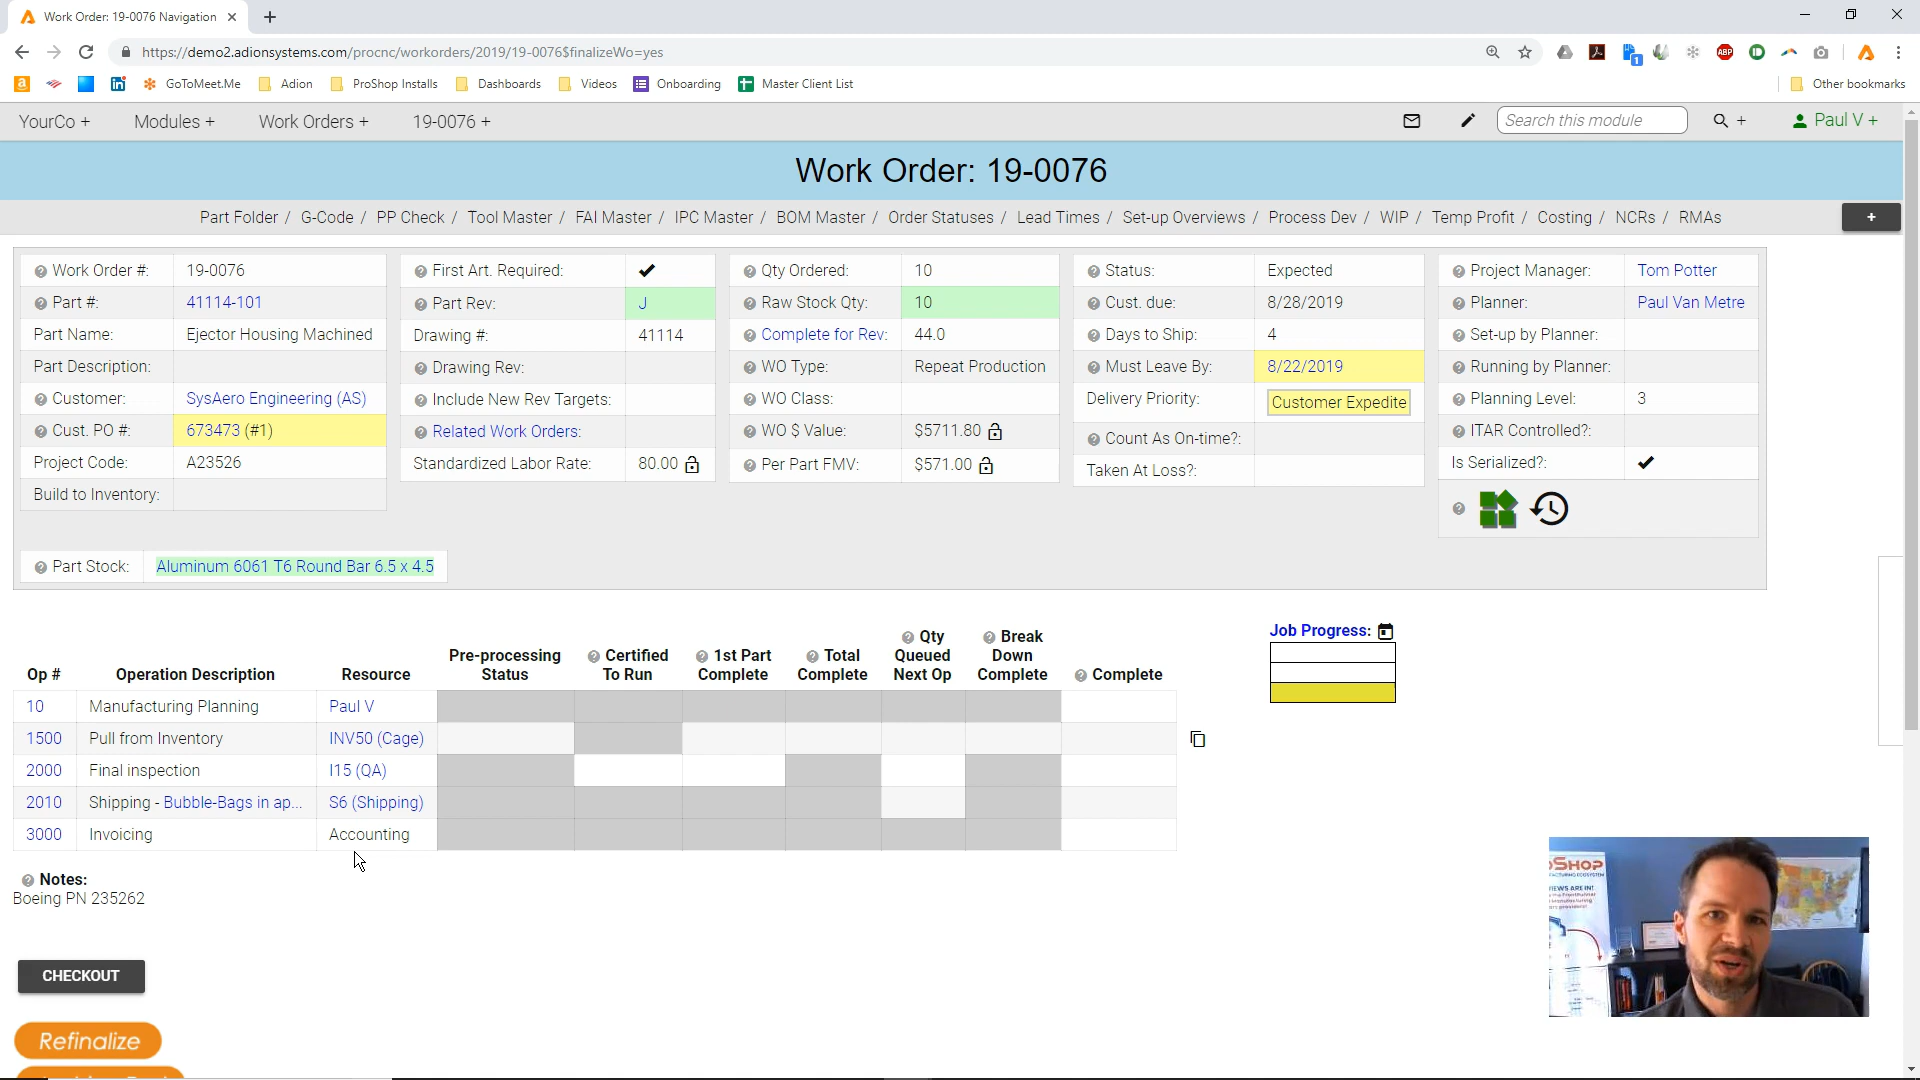 Work Order: 19-0076 Navigation
https://demo2.adionsystems.com/procnc/workorders/2019/19-0076$finalizeWo=yes
GoToMeet.Me Adion ProShop Installs Dashboards Videos Onboarding Master Client List Other bookmarks
YourCo + Modules + Work Orders + 19-0076 + Search this module + Paul V +
Work Order: 19-0076
Part Folder / G-Code / PP Check / Tool Master / FAI Master / IPC Master / BOM Master / Order Statuses / Lead Times / Set-up Overviews / Process Dev / WIP / Temp Profit / Costing / NCRs / RMAs +
Work Order #: 19-0076
Part #: 41114-101
Part Name: Ejector Housing Machined
Part Description:
Customer: SysAero Engineering (AS)
Cust. PO #: 673473 (#1)
Project Code: A23526
Build to Inventory:
First Art. Required: ✔
Part Rev: J
Drawing #: 41114
Drawing Rev:
Include New Rev Targets:
Related Work Orders:
Standardized Labor Rate: 80.00
Qty Ordered: 10
Raw Stock Qty: 10
Complete for Rev: 44.0
WO Type: Repeat Production
WO Class:
WO $ Value: $5711.80
Per Part FMV: $571.00
Status: Expected
Cust. due: 8/28/2019
Days to Ship: 4
Must Leave By: 8/22/2019
Delivery Priority: Customer Expedite
Count As On-time?:
Taken At Loss?:
Project Manager: Tom Potter
Planner: Paul Van Metre
Set-up by Planner:
Running by Planner:
Planning Level: 3
ITAR Controlled?:
Is Serialized?: ✔
Part Stock: Aluminum 6061 T6 Round Bar 6.5 x 4.5
Op # Operation Description Resource Pre-processing Status Certified To Run 1st Part Complete Total Complete Qty Queued Next Op Break Down Complete Complete
10 Manufacturing Planning Paul V
1500 Pull from Inventory INV50 (Cage)
2000 Final inspection I15 (QA)
2010 Shipping - Bubble-Bags in ap... S6 (Shipping)
3000 Invoicing Accounting
Job Progress:
Notes:
Boeing PN 235262
CHECKOUT
Refinalize